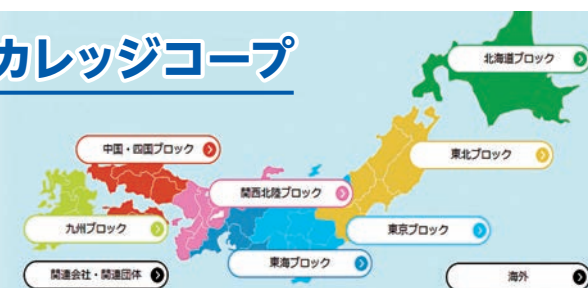 カレッジコープ
北海道ブロック
中国・四国ブロック
東北ブロック
関西北陸ブロック
九州ブロック
東京ブロック
東海ブロック
関連会社・関連団体
海外